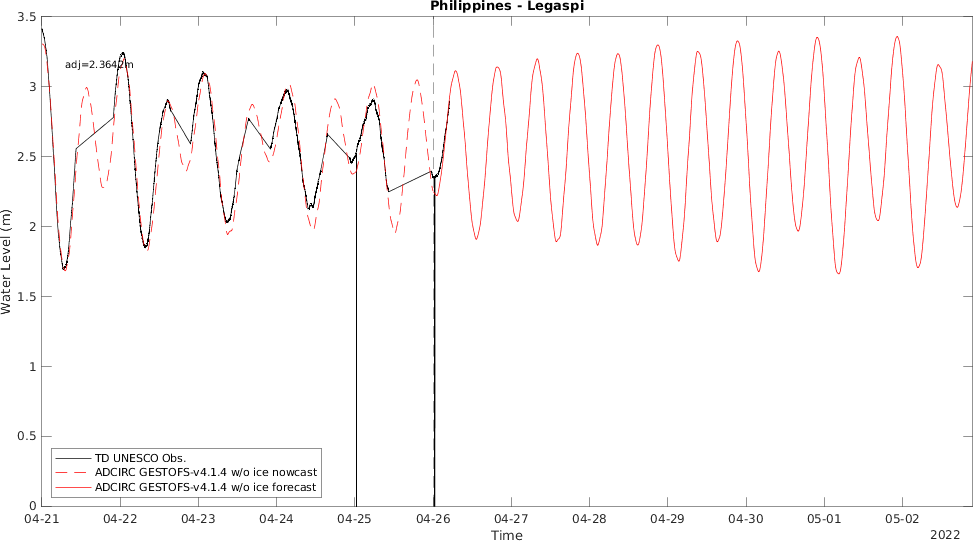 Philippines - Legaspi
3.5
adj=2.3642m
3
2.5
2
1.5
1
0.5
0
Water Level (m)
TD UNESCO Obs.
ADCIRC GESTOFS-v4.1.4 w/o ice nowcast
ADCIRC GESTOFS-v4.1.4 w/o ice forecast
04-21 04-22 04-23 04-24 04-25 04-26 04-27 04-28 04-29 04-30 05-01 05-02
Time
2022